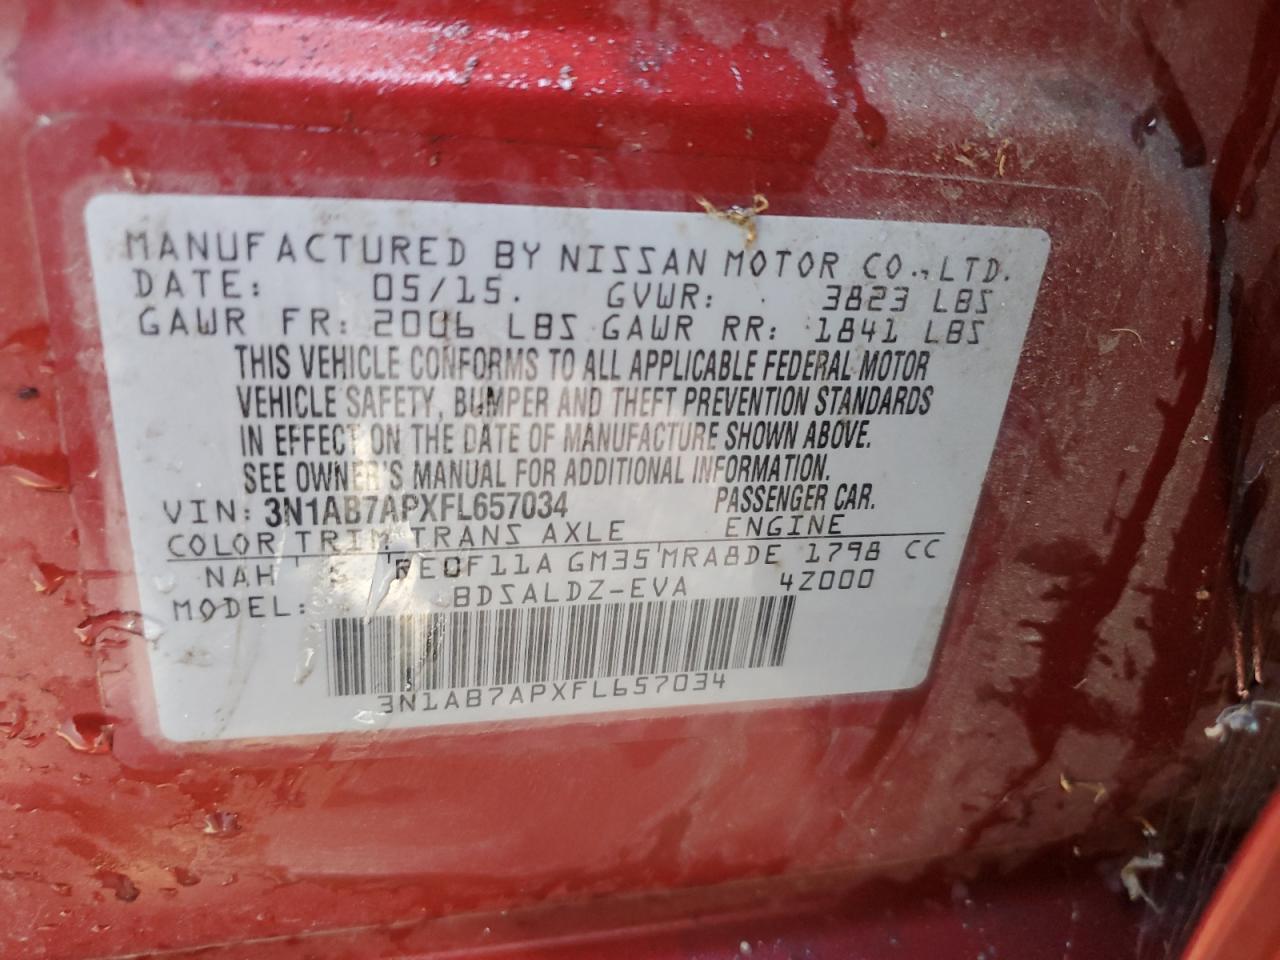 MANUFACTURED BY NISSAN MOTOR CO., LTD.
DATE: 05/15. GVWR: 3823 LBS
GAWR FR: 2006 LBS GAWR RR: 1841 LBS
THIS VEHICLE CONFORMS TO ALL APPLICABLE FEDERAL MOTOR
VEHICLE SAFETY, BUMPER AND THEFT PREVENTION STANDARDS
IN EFFECT ON THE DATE OF MANUFACTURE SHOWN ABOVE.
SEE OWNER'S MANUAL FOR ADDITIONAL INFORMATION.
VIN: 3N1AB7APXFL657034 PASSENGER CAR.
COLOR TRIM TRANS AXLE ENGINE
NAH RE0F11A GM35 MRA8DE 1798 CC
MODEL: BDSALDZ-EVA 4Z000
3N1AB7APXFL657034